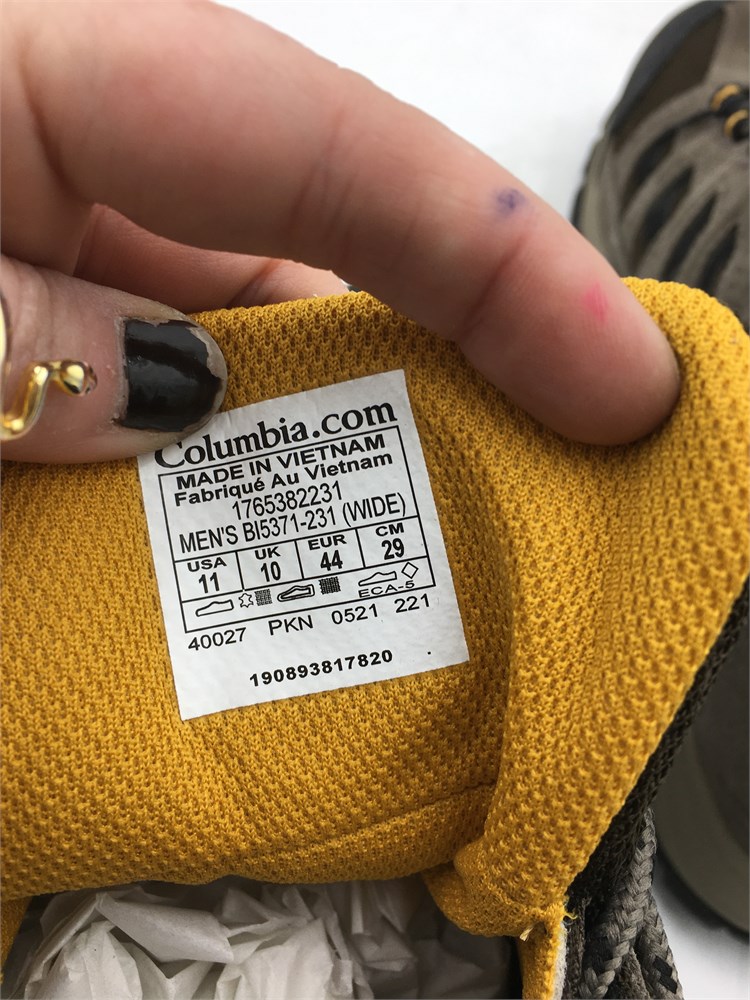 Columbia.com
MADE IN VIETNAM
Fabriqué Au Vietnam
1765382231
MEN'S BI5371-231 (WIDE)
USA UK EUR CM
11 10 44 29
ECA-5
40027 PKN 0521 221
190893817820